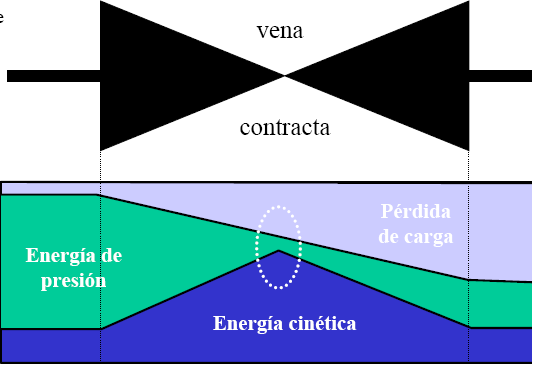 e
vena
contracta
Pérdida
de carga
Energía de
presión
Energía cinética